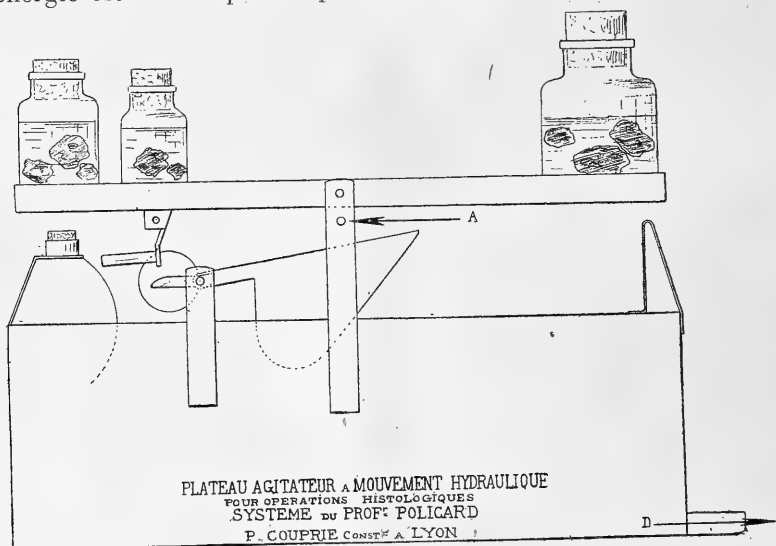 A
PLATEAU AGITATEUR A MOUVEMENT HYDRAULIQUE
POUR OPERATIONS HISTOLOGIQUES
SYSTEME DU PROFR POLICARD
P. COUPRIE CONSTR A LYON
D